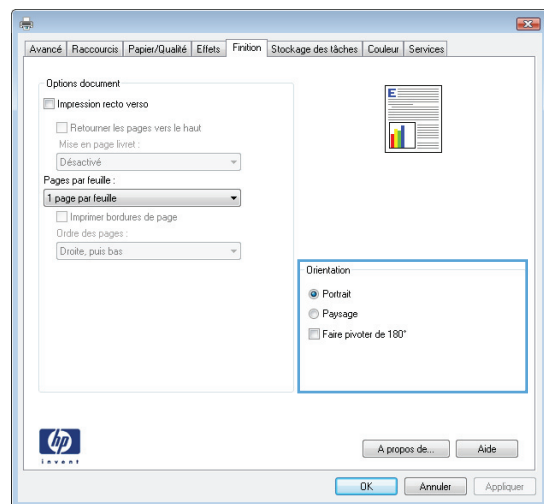 Avancé Raccourcis Papier/Qualité Effets Finition Stockage des tâches Couleur Services
Options document
Impression recto verso
Retourner les pages vers le haut
Mise en page livret :
Désactivé
Pages par feuille :
1 page par feuille
Imprimer bordures de page
Ordre des pages :
Droite, puis bas
E
Orientation
Portrait
Paysage
Faire pivoter de 180°
hp
invent
A propos de... Aide
OK Annuler Appliquer